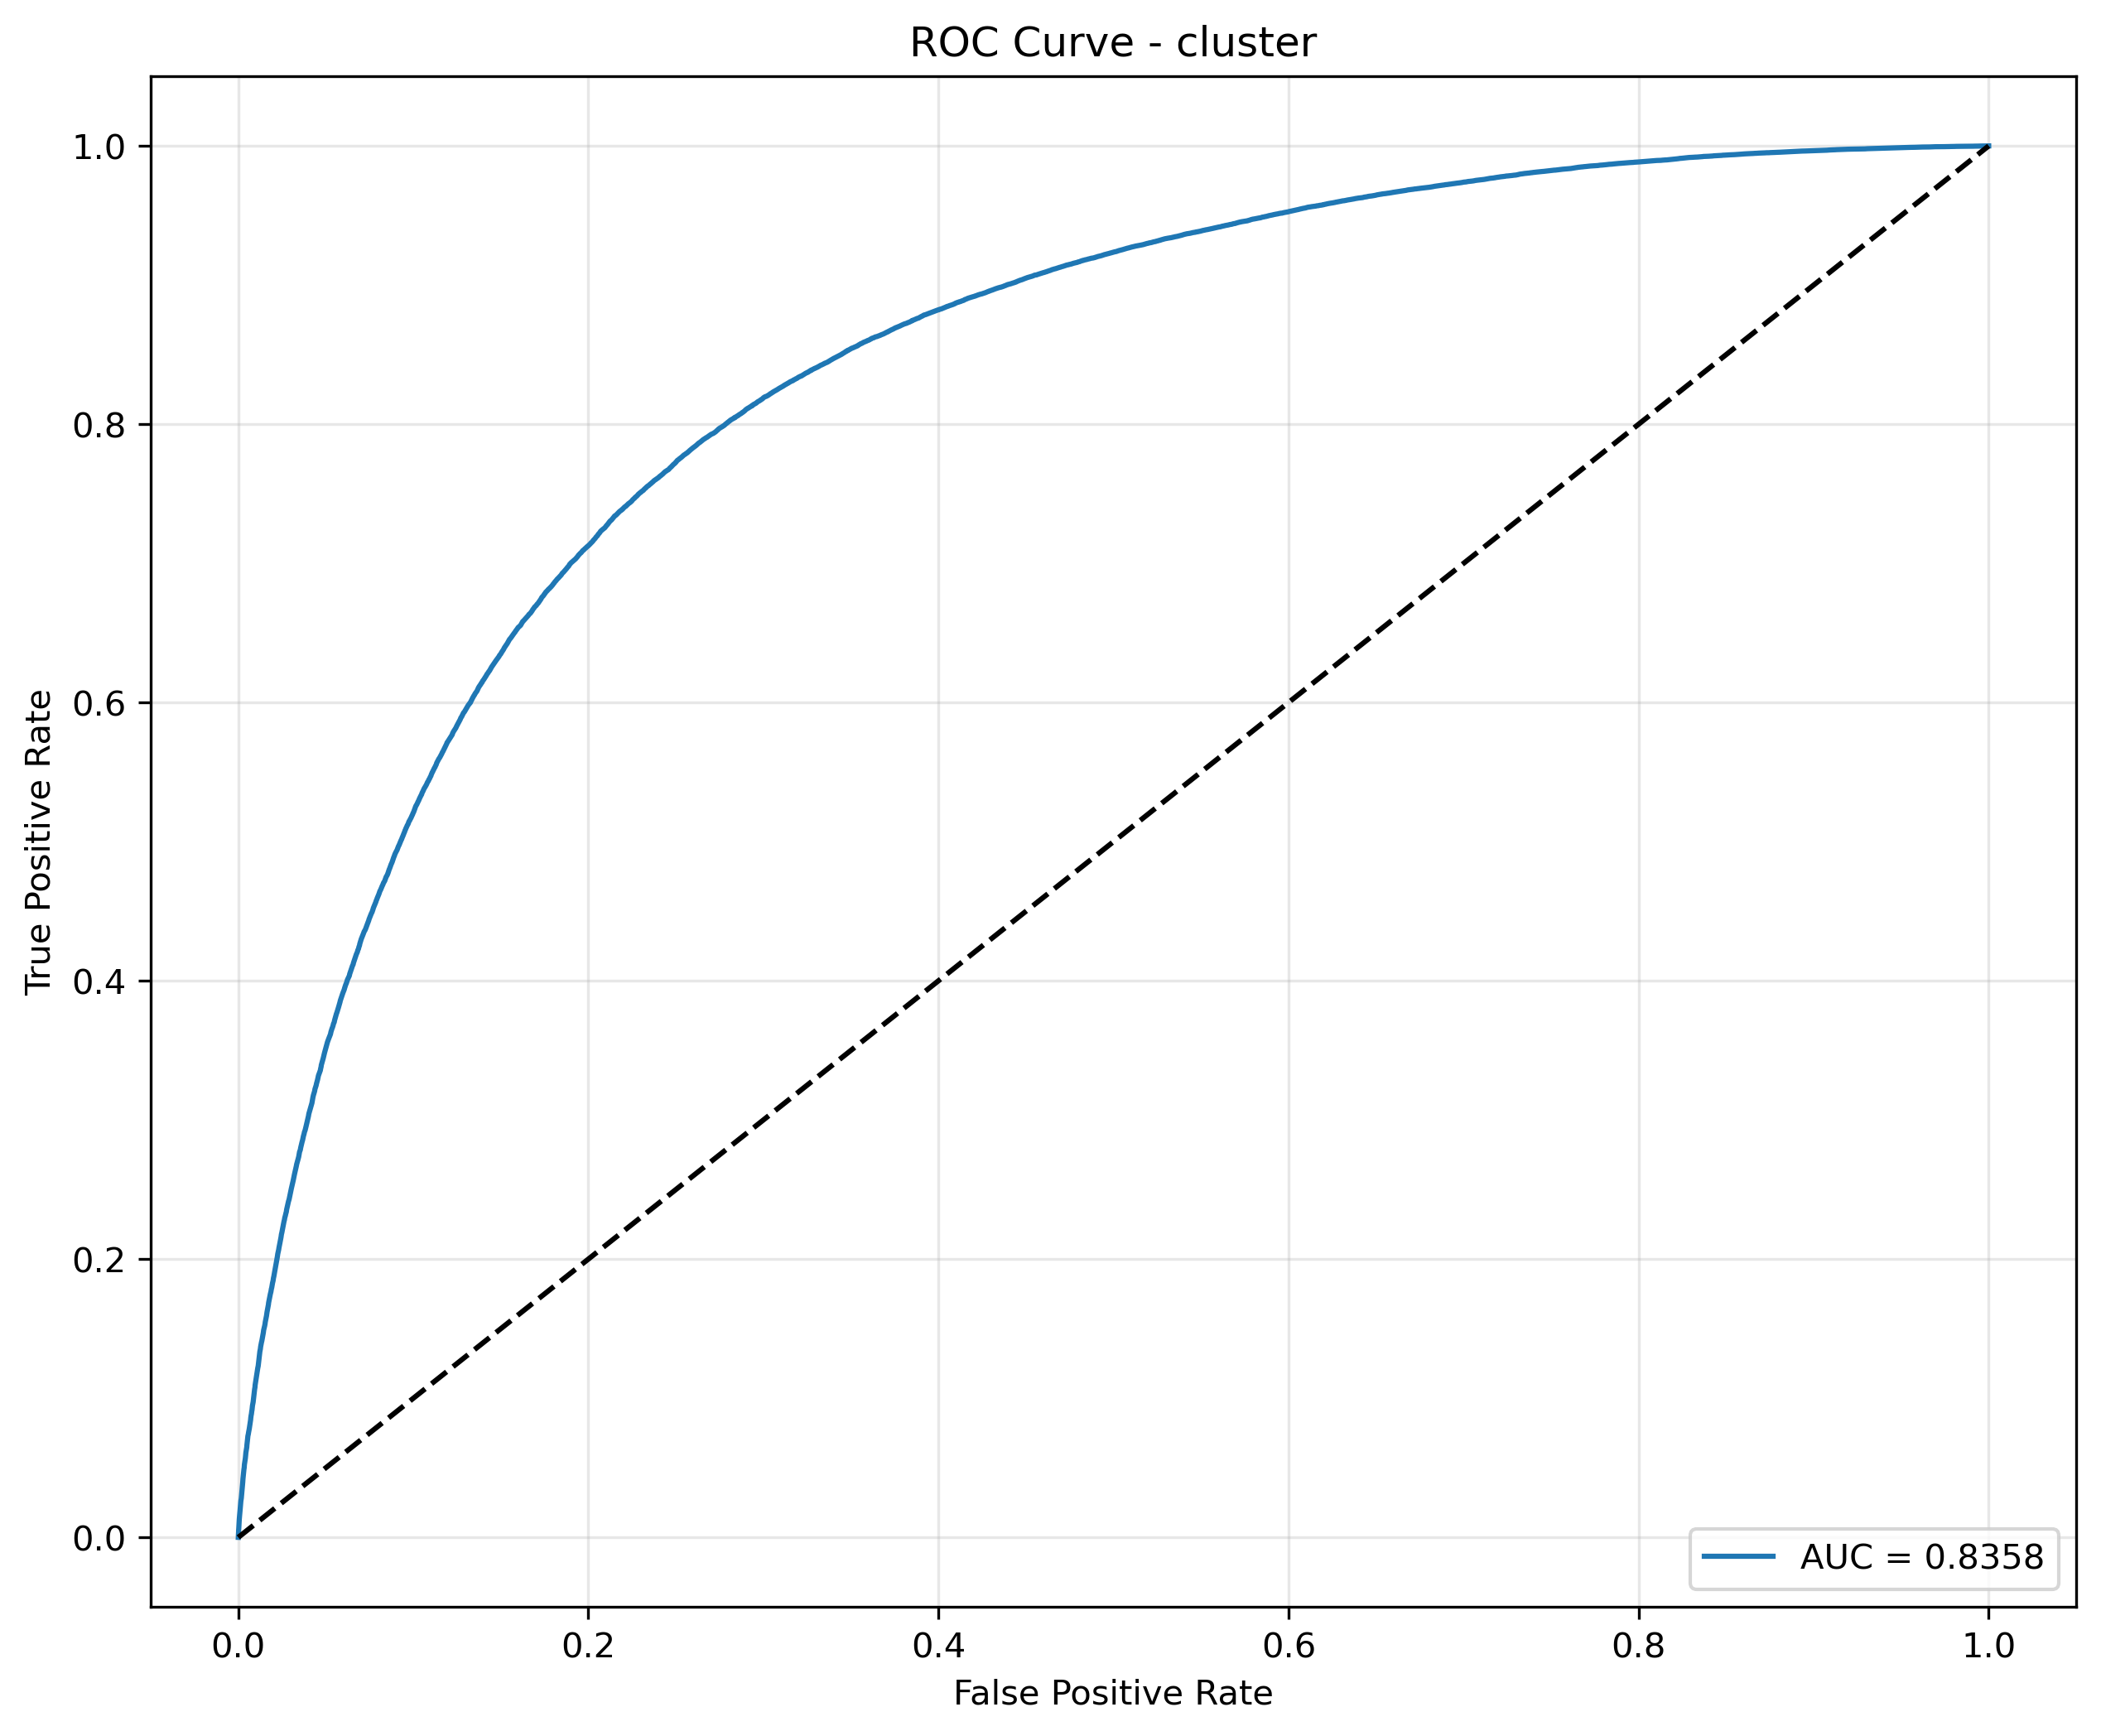 ROC Curve - cluster
True Positive Rate
1.0
0.8
0.6
0.4
0.2
0.0
AUC = 0.8358
0.0 0.2 0.4 0.6 0.8 1.0
False Positive Rate